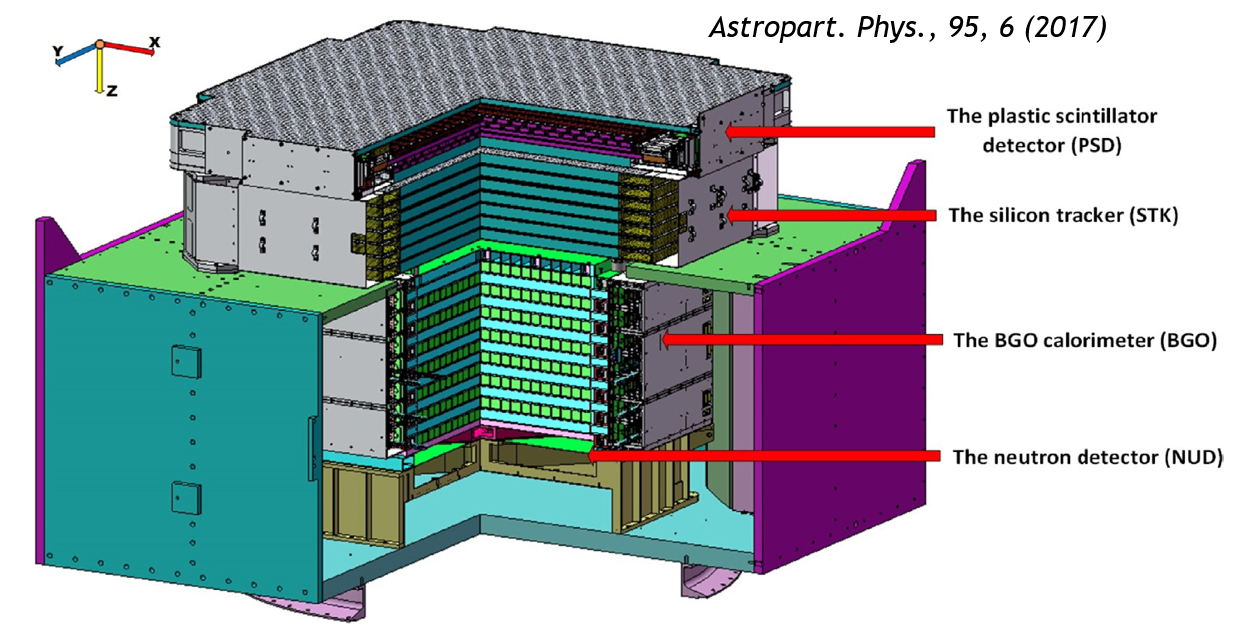 Astropart. Phys., 95, 6 (2017)
Y
X
Z
The plastic scintillator
detector (PSD)
The silicon tracker (STK)
The BGO calorimeter (BGO)
The neutron detector (NUD)